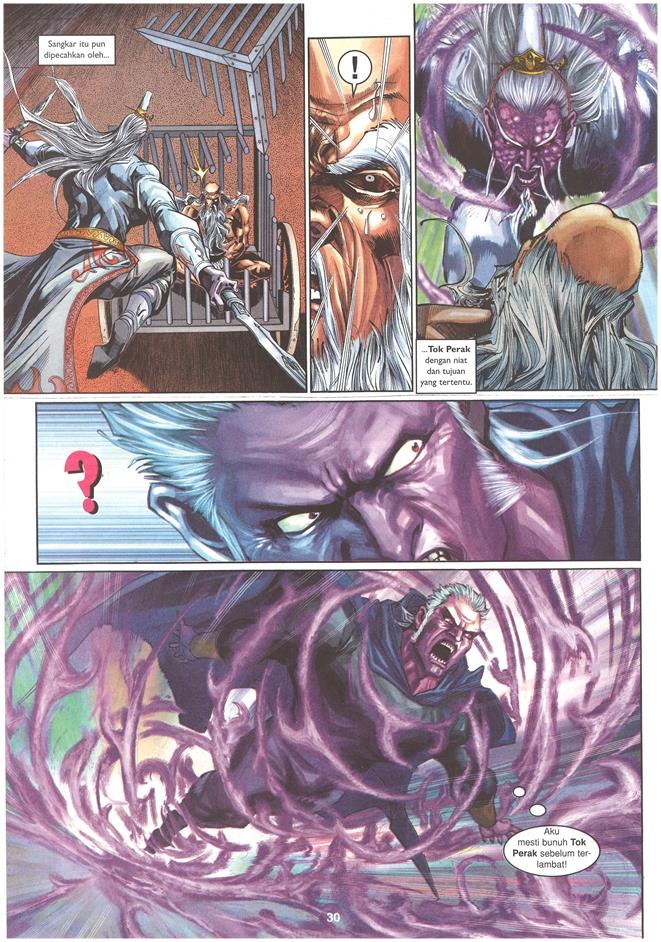 Sangkar itu pun
dipecahkan oleh...
!
...Tok Perak
dengan niat
dan tujuan
yang tertentu.
?
Aku
mesti bunuh Tok
Perak sebelum ter-
lambat!
30